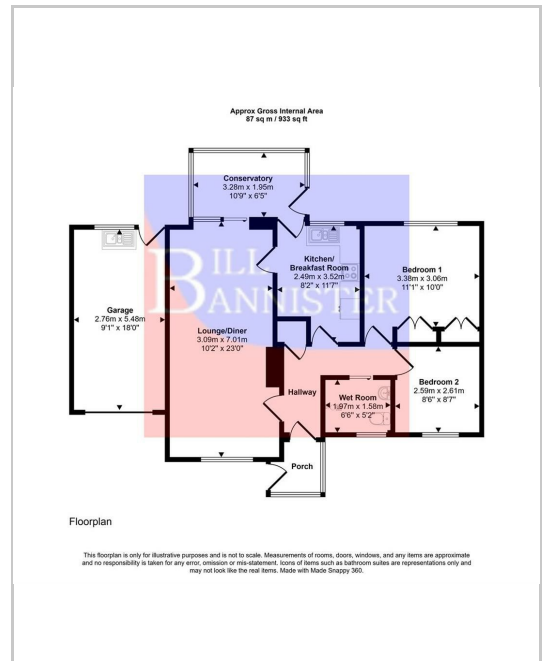 Approx Gross Internal Area
87 sq m / 933 sq ft
Conservatory
3.28m x 1.95m
10'9" x 6'5"
Kitchen/
Breakfast Room
2.49m x 3.52m
8'2" x 11'7"
Bedroom 1
3.38m x 3.06m
11'1" x 10'0"
BILL
BANNISTER
Garage
2.76m x 5.48m
9'1" x 18'0"
Lounge/Diner
3.09m x 7.01m
10'2" x 23'0"
Hallway
Bedroom 2
2.59m x 2.61m
8'6" x 8'7"
Wet Room
1.97m x 1.58m
6'6" x 5'2"
Porch
Floorplan
This floorplan is only for illustrative purposes and is not to scale. Measurements of rooms, doors, windows, and any items are approximate
and no responsibility is taken for any error, omission or mis-statement. Icons of items such as bathroom suites are representations only and
may not look like the real items. Made with Made Snappy 360.